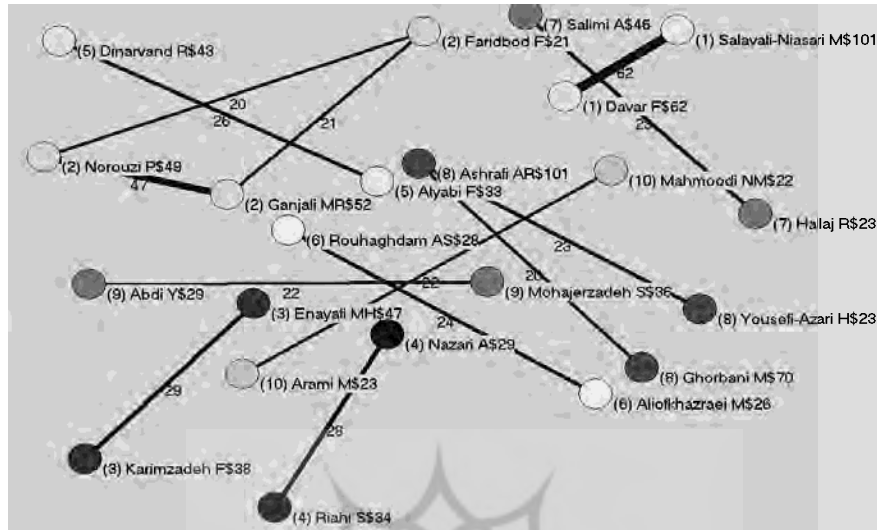 (7) Salimi A$46
(2) Faridbod F$21
(1) Salavati-Niasari M$101
(5) Dinarvand R$43
62
20
(1) Davar F$62
26
21
23
(2) Norouzi P$49
(8) Ashrafi AR$101
(10) Mahmoodi NM$22
47
(5) Atyabi F$33
(2) Ganjali MR$52
(7) Hallaj R$23
(6) Rouhaghdam AS$28
23
20
22
(9) Abdi Y$29
22
(9) Mohajerzadeh S$36
(3) Enayati MH$47
(8) Yousefi-Azari H$23
24
(4) Nazari A$29
(10) Arami M$23
(8) Ghorbani M$70
29
(6) Aliofkhazraei M$26
28
(3) Karimzadeh F$38
(4) Riahi S$34